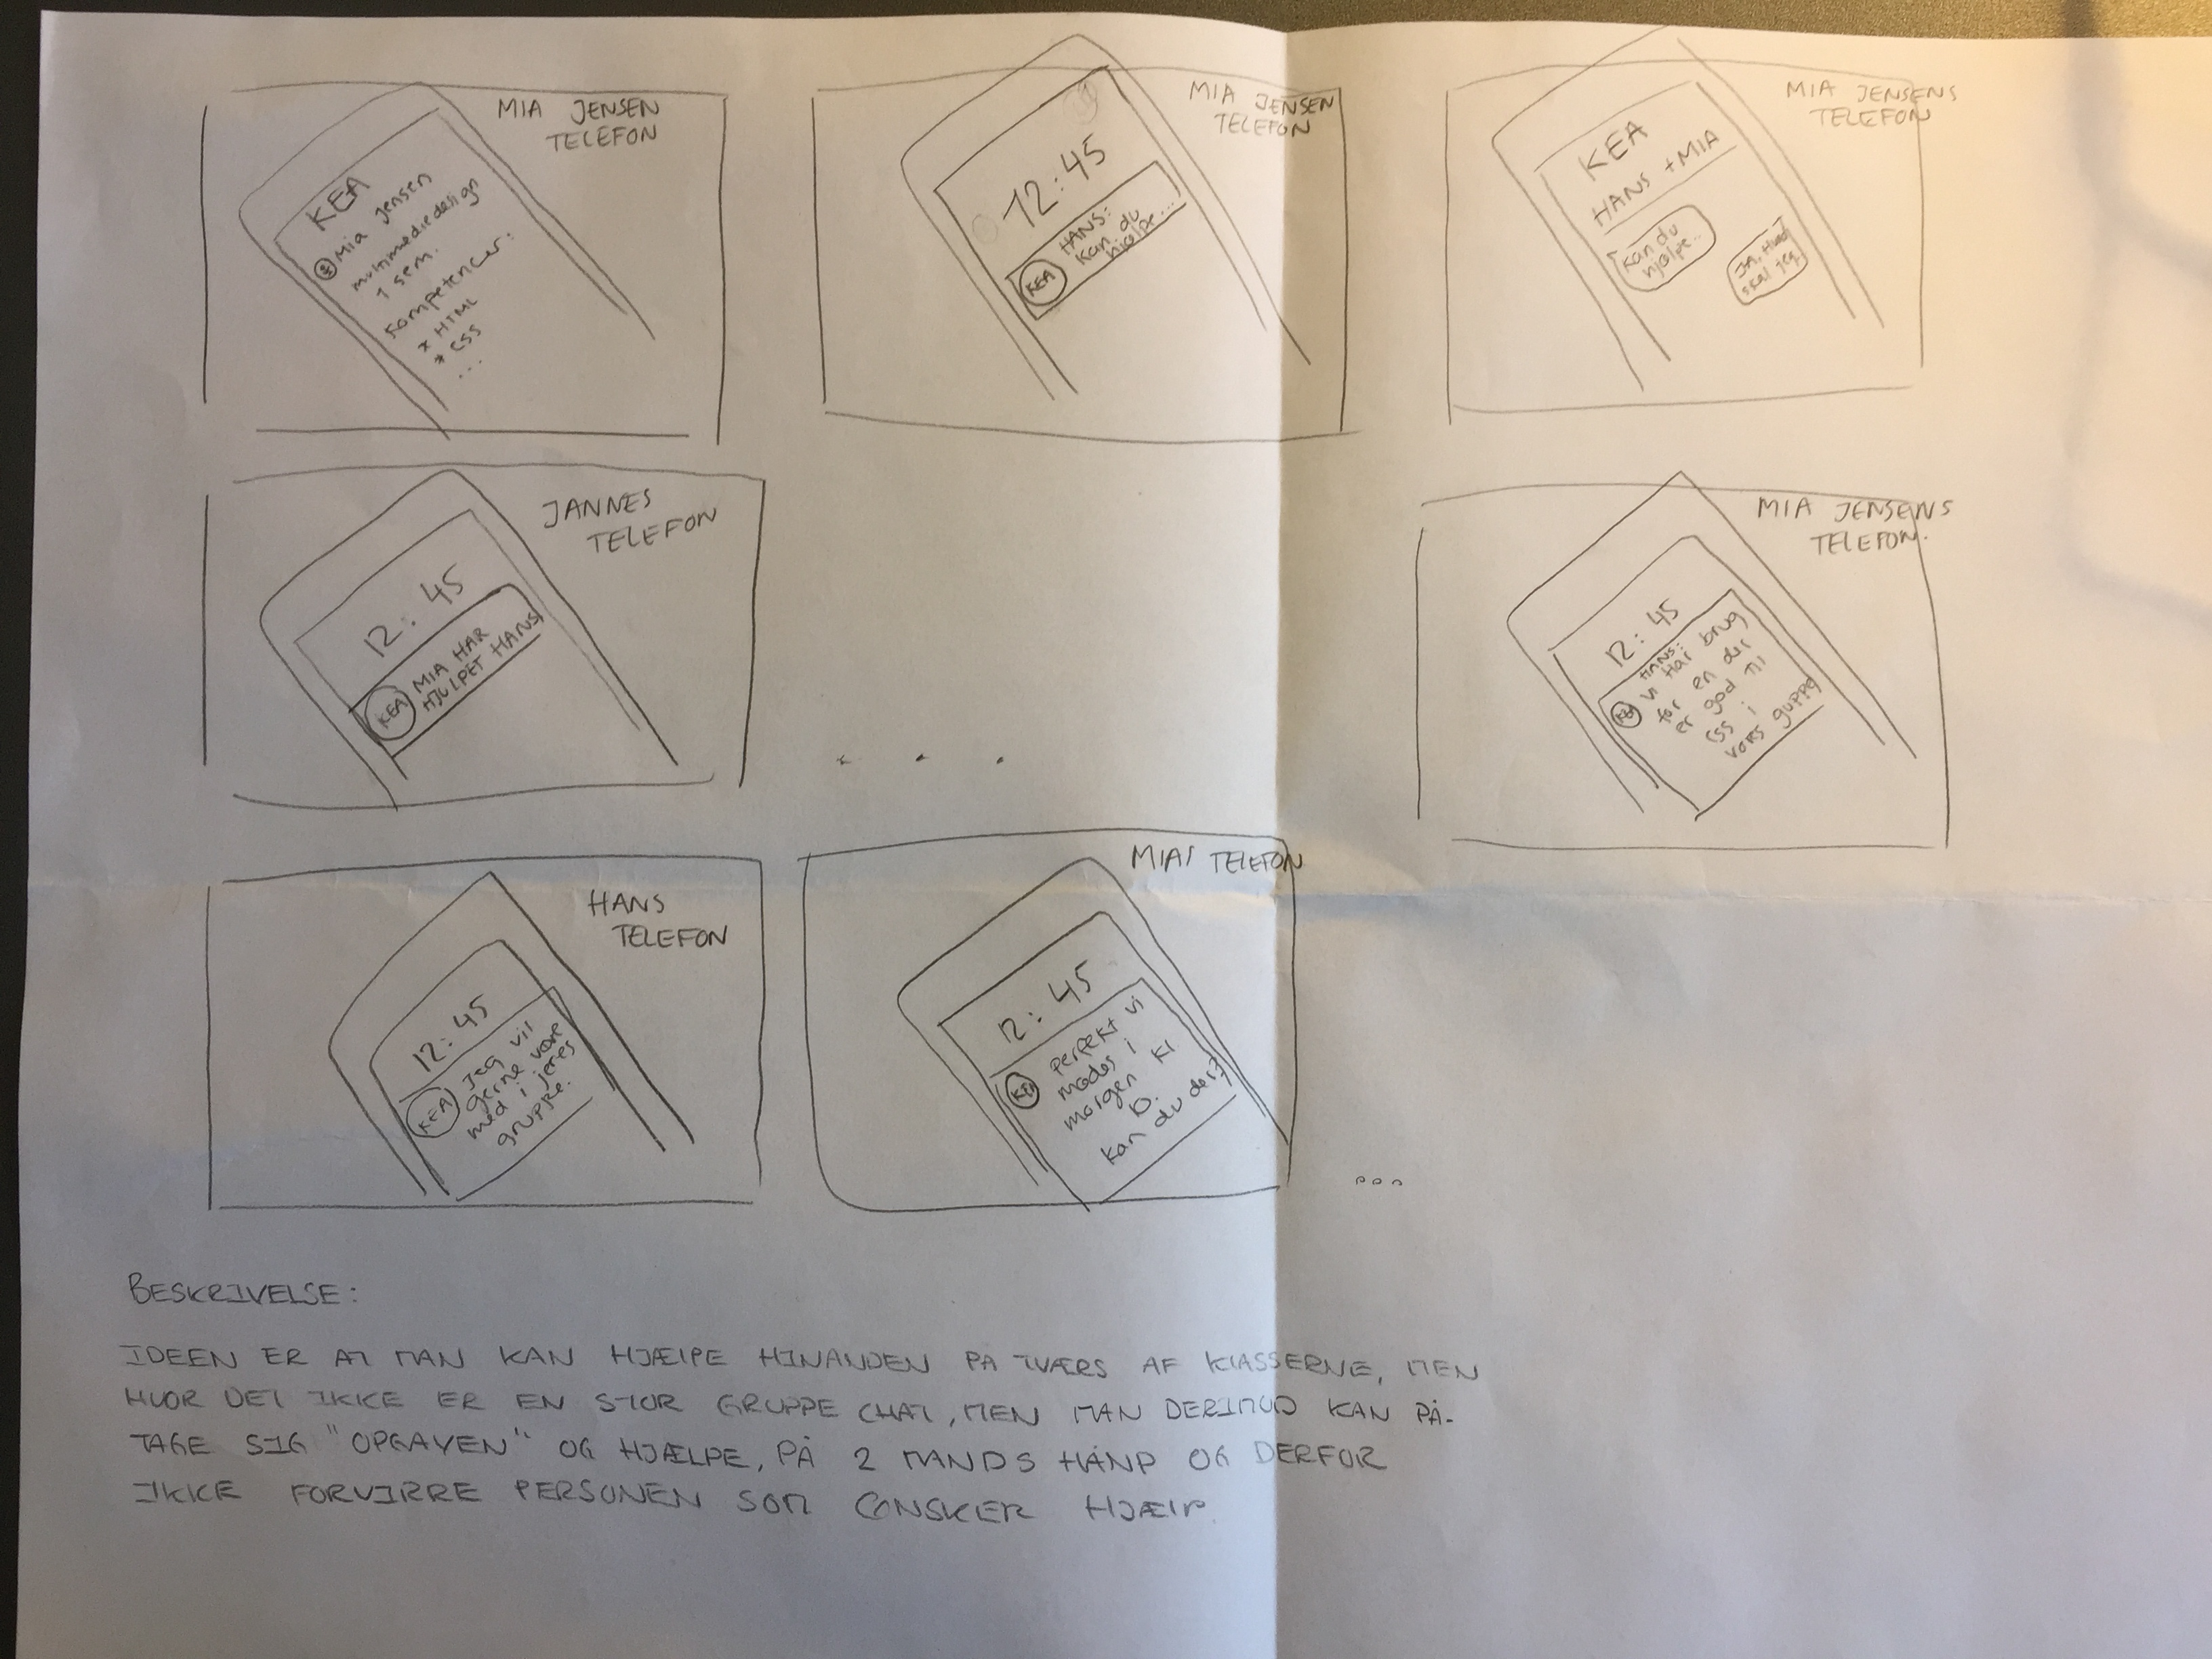 MIA JENSEN
TELEFON
KEA
Mia Jensen
multimediedesign
1 sem.
Kompetencer:
* HTML
* CSS
...
MIA JENSEN
TELEFON
12:45
KEA HANS: du
kan hjælpe...
MIA JENSENS
TELEFON
KEA
HANS + MIA
Kan du
hjælpe...
JA, Hvad
skal jeg
JANNES
TELEFON
12:45
KEA MIA HAR
HJULPET HANS
. . .
MIA JENSENS
TELEFON.
12:45
HANS:
KEA Vi Har brug
for en der
er god til
CSS i
vores guppe
HANS
TELEFON
12:45
KEA Jeg vil
gerne være
med i jeres
gruppe.
MIAS TELEFON
12:45
KEA perfekt vi
mødes i
morgen kl
10.
Kan du det?
...
BESKRIVELSE:
IDEEN ER AT MAN KAN HJÆLPE HINANDEN PÅ TVÆRS AF KLASSERNE, MEN
HVOR DET IKKE ER EN STOR GRUPPE CHAT, MEN MAN DERIMOD KAN PÅ-
TAGE SIG "OPGAVEN" OG HJÆLPE, PÅ 2 MANDS HÅND OG DERFOR
IKKE FORVIRRE PERSONEN SOM ØNSKER HJÆLP.